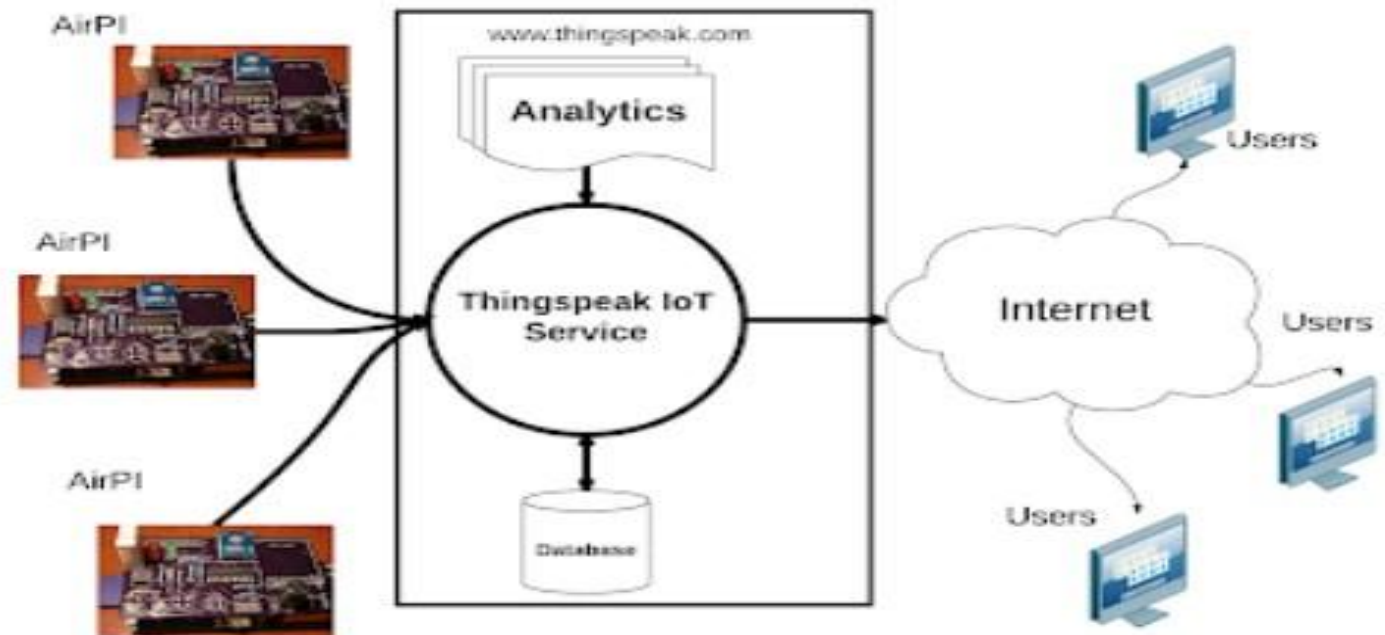 AirPI
www.thingspeak.com
Analytics
Users
AirPI
Thingspeak IoT
Service
Internet
Users
AirPI
Users
Database